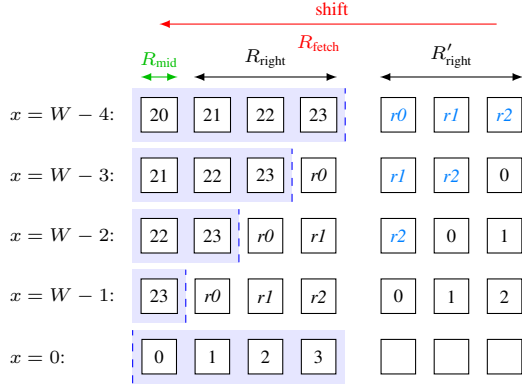 shift
R_fetch
R_mid R_right R'_right
x = W − 4: 20 21 22 23 r0 r1 r2
x = W − 3: 21 22 23 r0 r1 r2 0
x = W − 2: 22 23 r0 r1 r2 0 1
x = W − 1: 23 r0 r1 r2 0 1 2
x = 0: 0 1 2 3